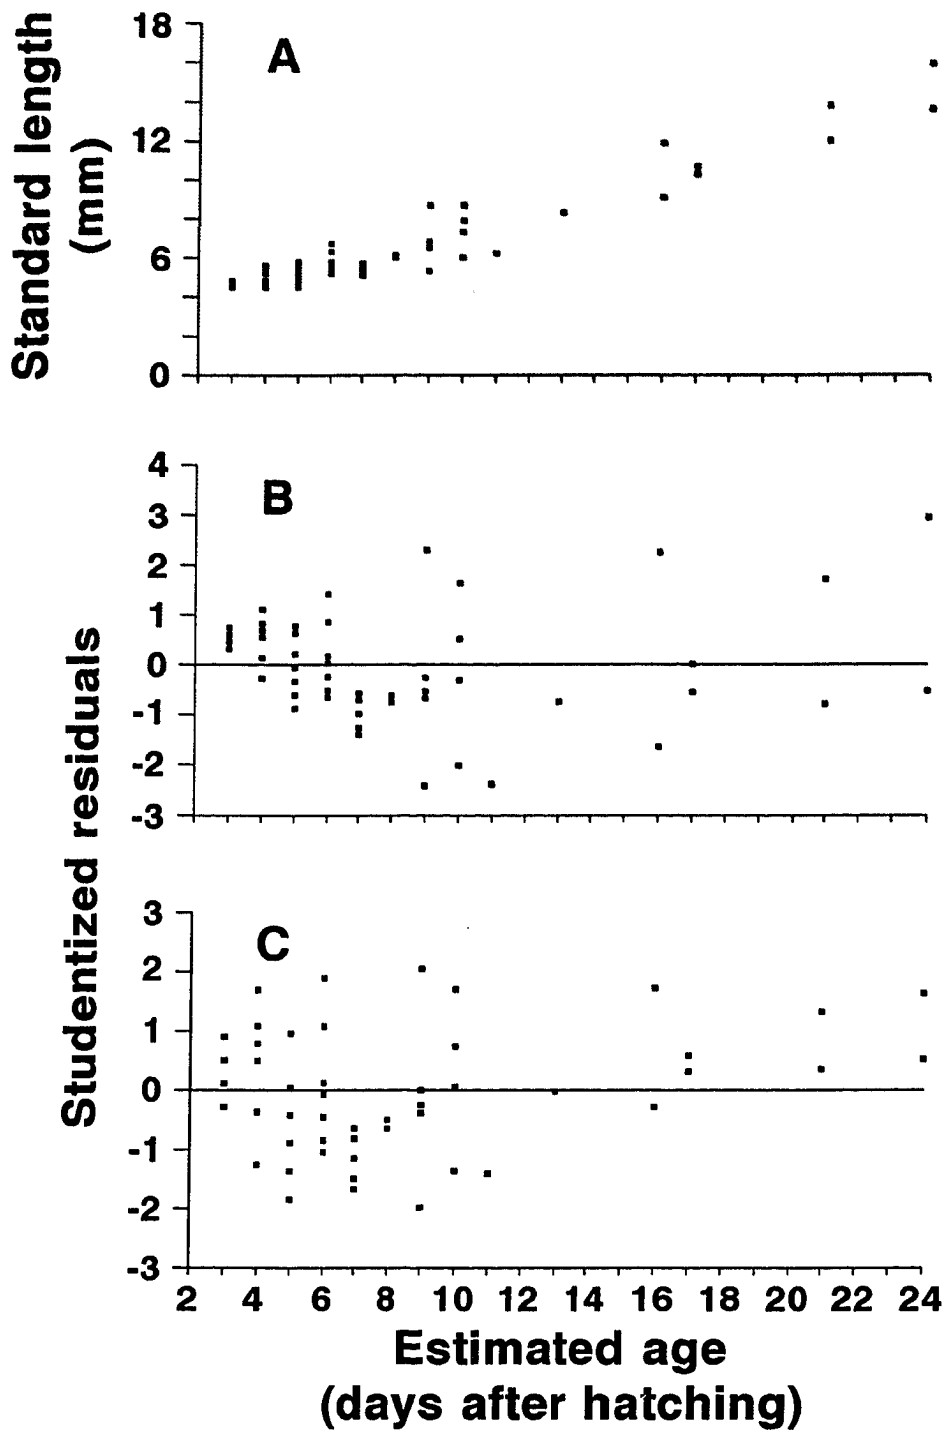 A
Standard length
(mm)
18
12
6
0
B
4
3
2
1
0
-1
-2
-3
Studentized residuals
C
3
2
1
0
-1
-2
-3
2 4 6 8 10 12 14 16 18 20 22 24
Estimated age
(days after hatching)